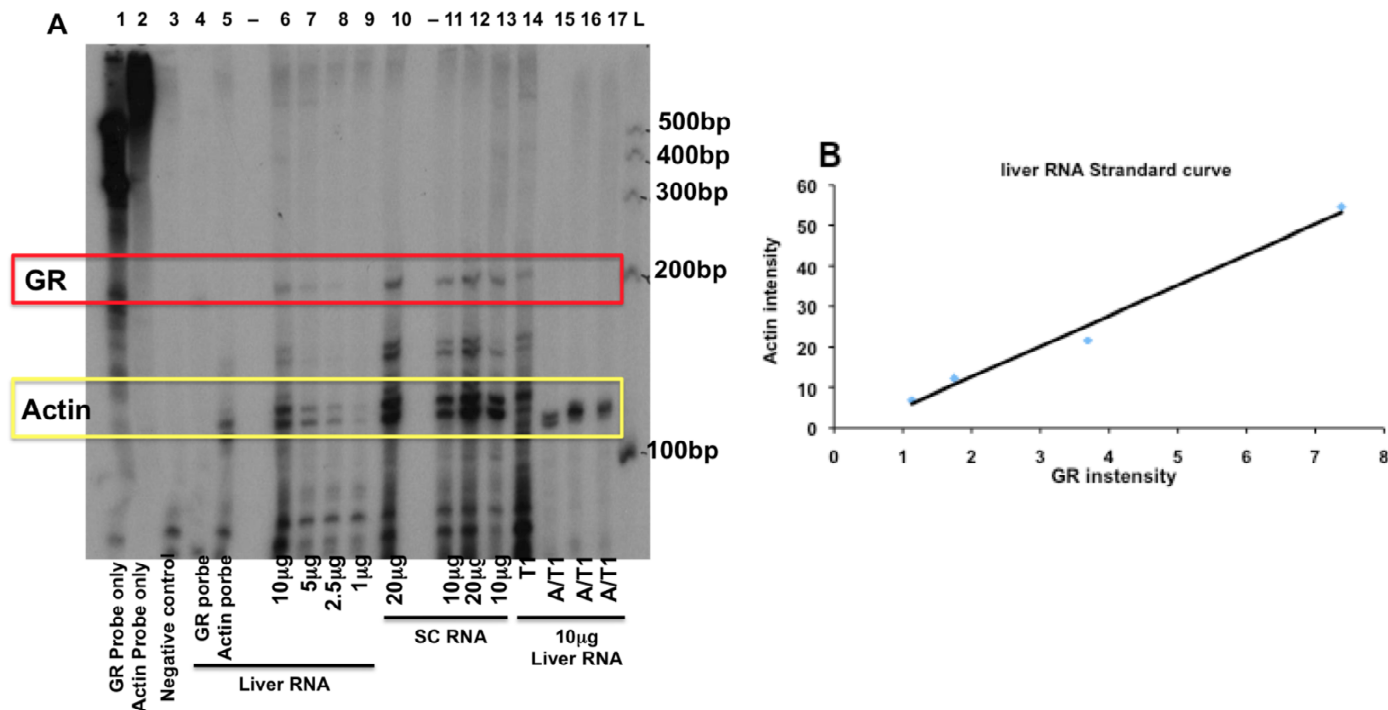 A
1 2 3 4 5 – 6 7 8 9 10 – 11 12 13 14 15 16 17 L
500bp
400bp
300bp
200bp
100bp
GR
Actin
GR Probe only
Actin Probe only
Negative control
GR porbe
Actin porbe
10μg
5μg
2.5μg
1μg
20μg
10μg
20μg
10μg
T1
A/T1
A/T1
A/T1
Liver RNA
SC RNA
10μg
Liver RNA
B
liver RNA Strandard curve
Actin intensity
60
50
40
30
20
10
0
0 1 2 3 4 5 6 7 8
GR instensity